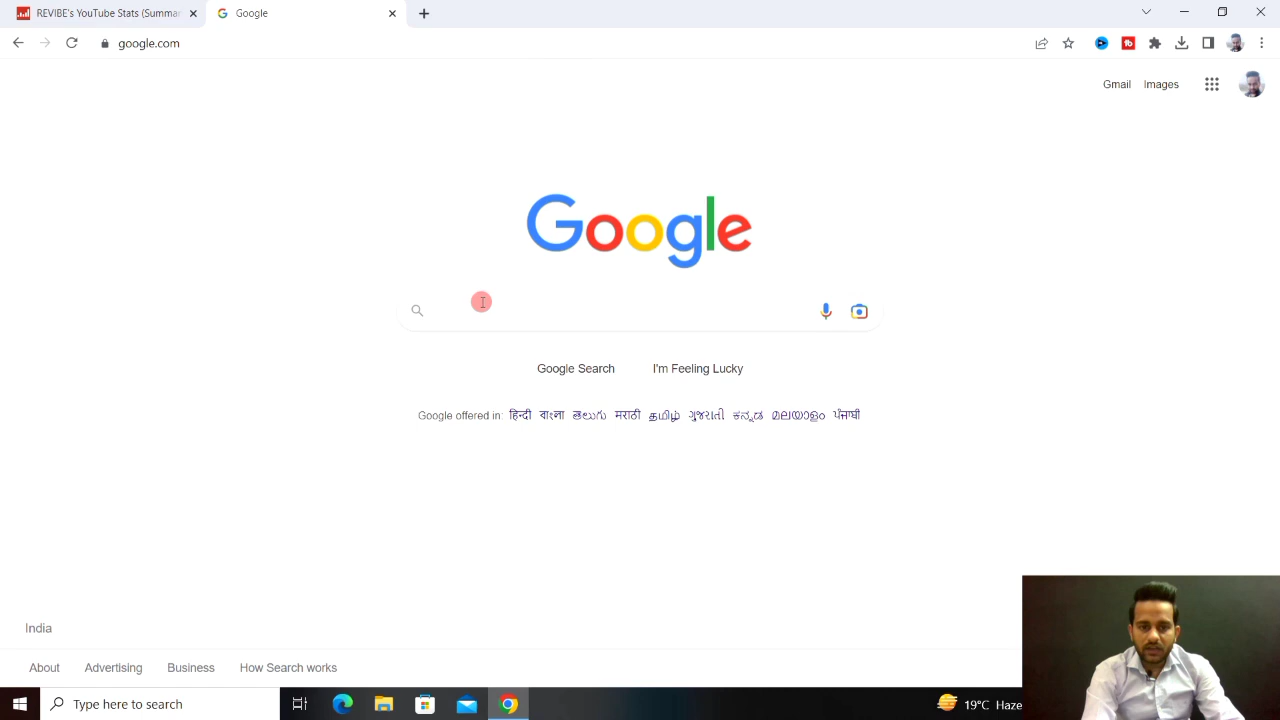 REVIBE's YouTube Stats (Summar
Google
google.com
Gmail Images
Google
Google Search I'm Feeling Lucky
Google offered in: हिन्दी বাংলা తెలుగు मराठी தமிழ் ગુજરાતી ಕನ್ನಡ മലയാളം ਪੰਜਾਬੀ
India
About Advertising Business How Search works
Type here to search
19°C Haze